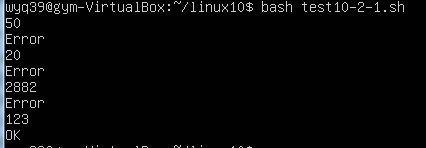 wyq39@gym-VirtualBox:~/linux10$ bash test10-2-1.sh
50
Error
20
Error
2882
Error
123
OK